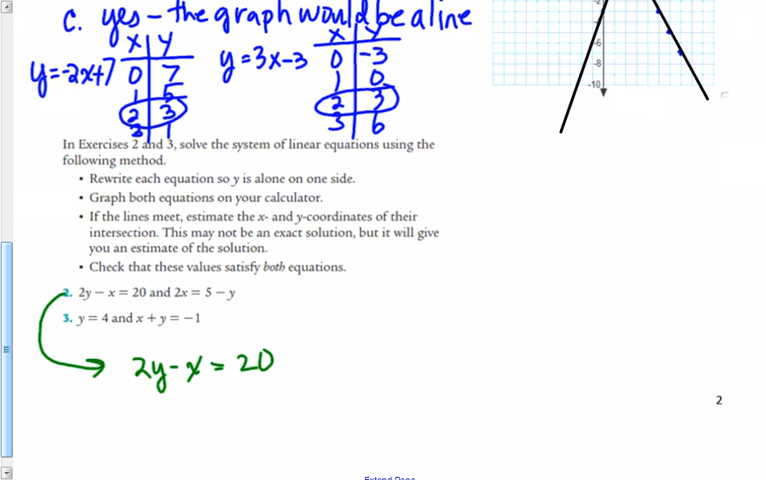 c. yes – the graph would be a line
y=-2x+7
x y
0 7
1 5
2 3
3 1
y=3x-3
x y
0 -3
1 0
2 3
3 6
-2
-6
-8
-10
In Exercises 2 and 3, solve the system of linear equations using the
following method.
• Rewrite each equation so y is alone on one side.
• Graph both equations on your calculator.
• If the lines meet, estimate the x- and y-coordinates of their
intersection. This may not be an exact solution, but it will give
you an estimate of the solution.
• Check that these values satisfy both equations.
2. 2y – x = 20 and 2x = 5 – y
3. y = 4 and x + y = –1
2y-x=20
2